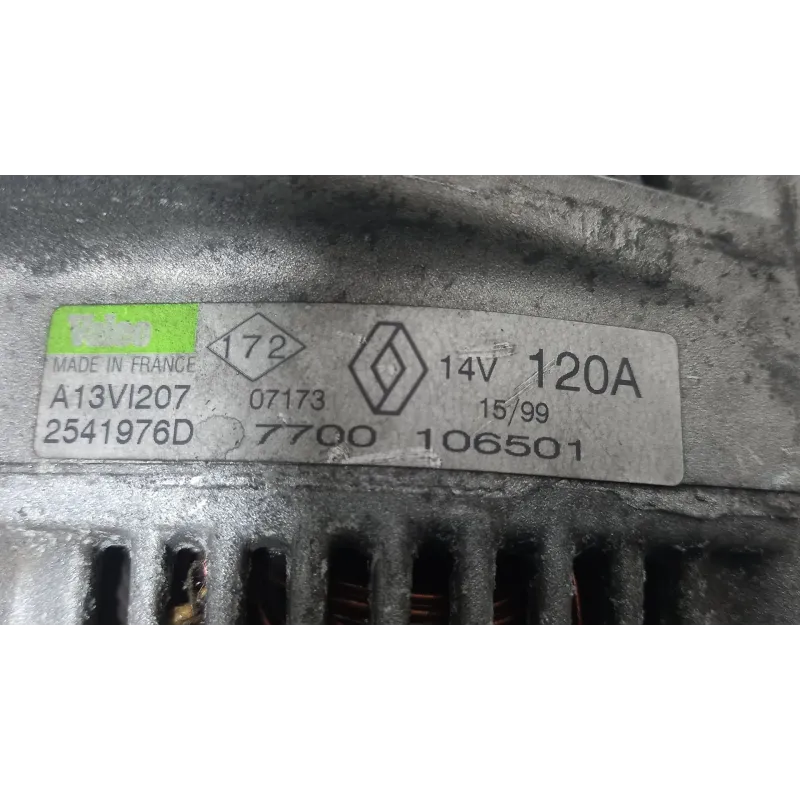 Valeo
MADE IN FRANCE
A13VI207
2541976D
172
07173
14V 120A
15/99
7700 106501